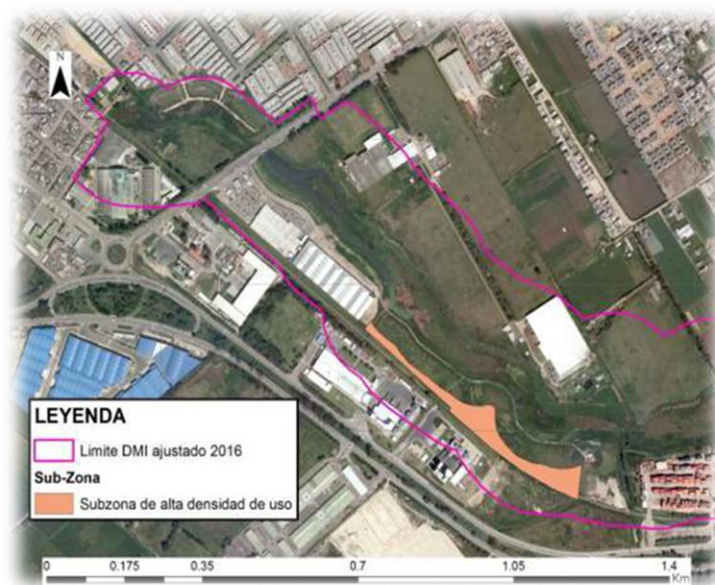 N
LEYENDA
Limite DMI ajustado 2016
Sub-Zona
Subzona de alta densidad de uso
0 0.175 0.35 0.7 1.05 1.4
Km